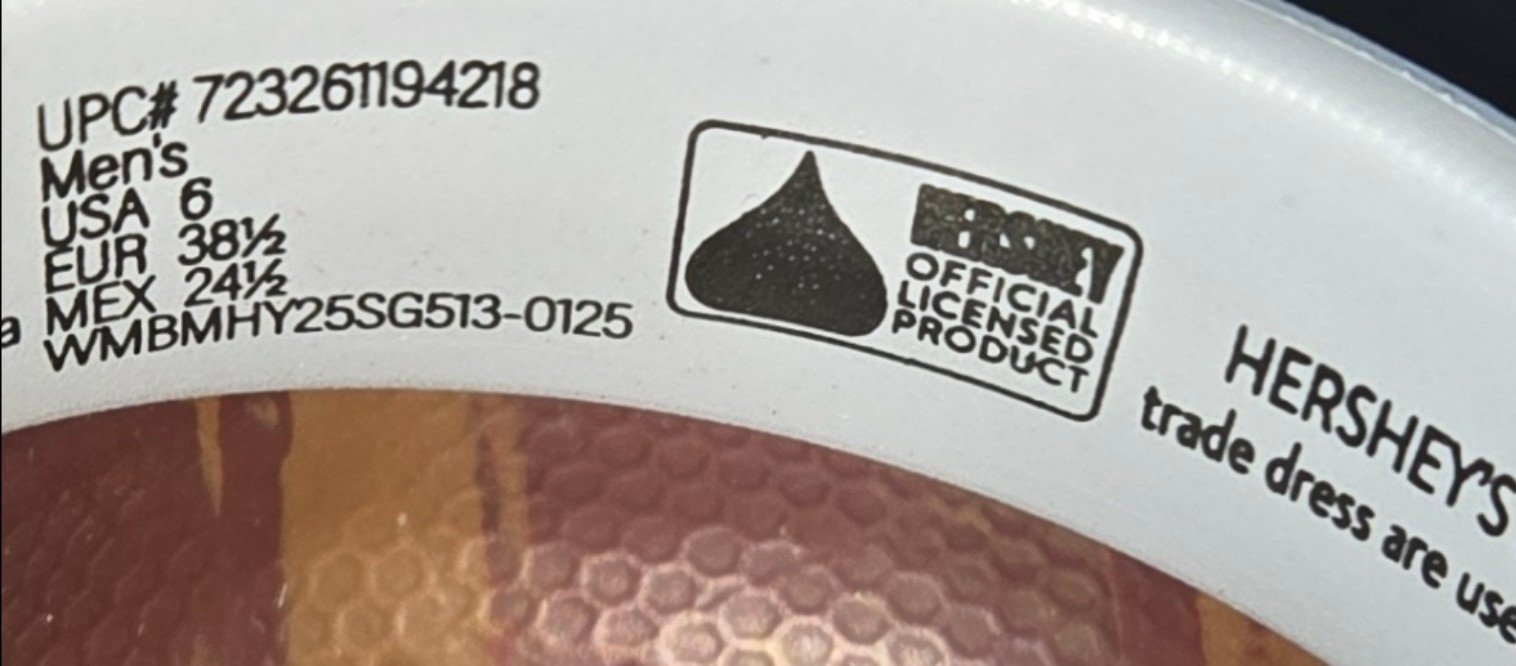 UPC# 723261194218
Men's
USA 6
EUR 38½
MEX 24½
a WMBMHY25SG513-0125
HERSHEY
OFFICIAL
LICENSED
PRODUCT
HERSHEY'S
trade dress are use